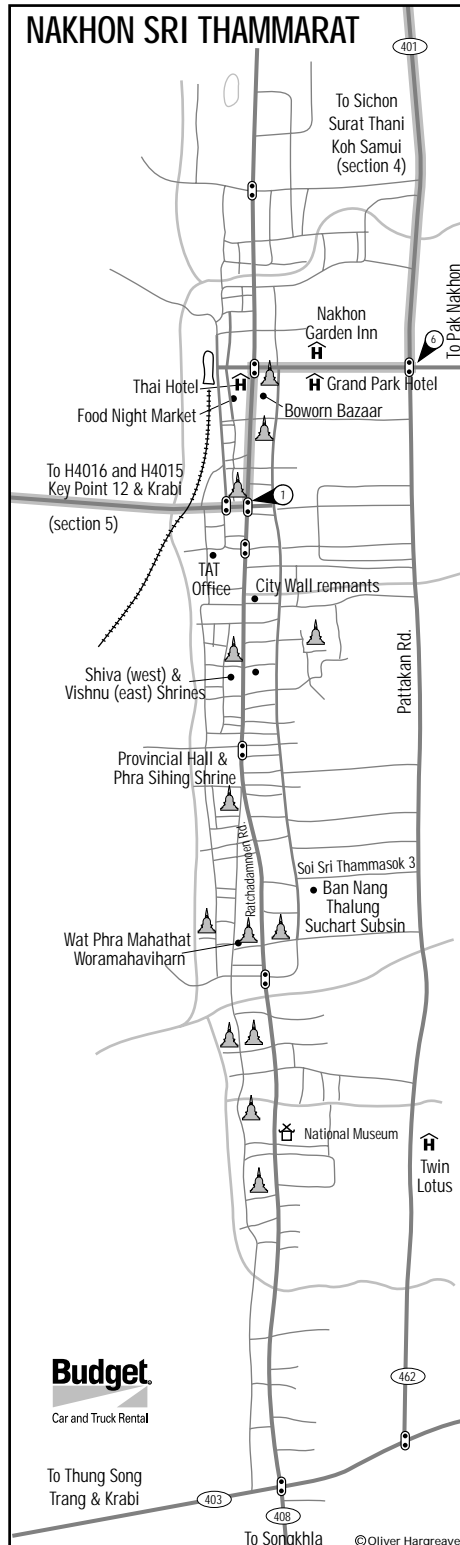 NAKHON SRI THAMMARAT
401
To Sichon
Surat Thani
Koh Samui
(section 4)
To Pak Nakhon
Nakhon
Garden Inn
6
Thai Hotel
Grand Park Hotel
Food Night Market
Boworn Bazaar
To H4016 and H4015
Key Point 12 & Krabi
(section 5)
1
TAT
Office
City Wall remnants
Pattakan Rd.
Shiva (west) &
Vishnu (east) Shrines
Provincial Hall &
Phra Sihing Shrine
Ratchadamnoen Rd.
Soi Sri Thammasok 3
Ban Nang
Thalung
Suchart Subsin
Wat Phra Mahathat
Woramahaviharn
National Museum
Twin
Lotus
Budget.
Car and Truck Rental
462
To Thung Song
Trang & Krabi
403
408
To Songkhla
©Oliver Hargreave